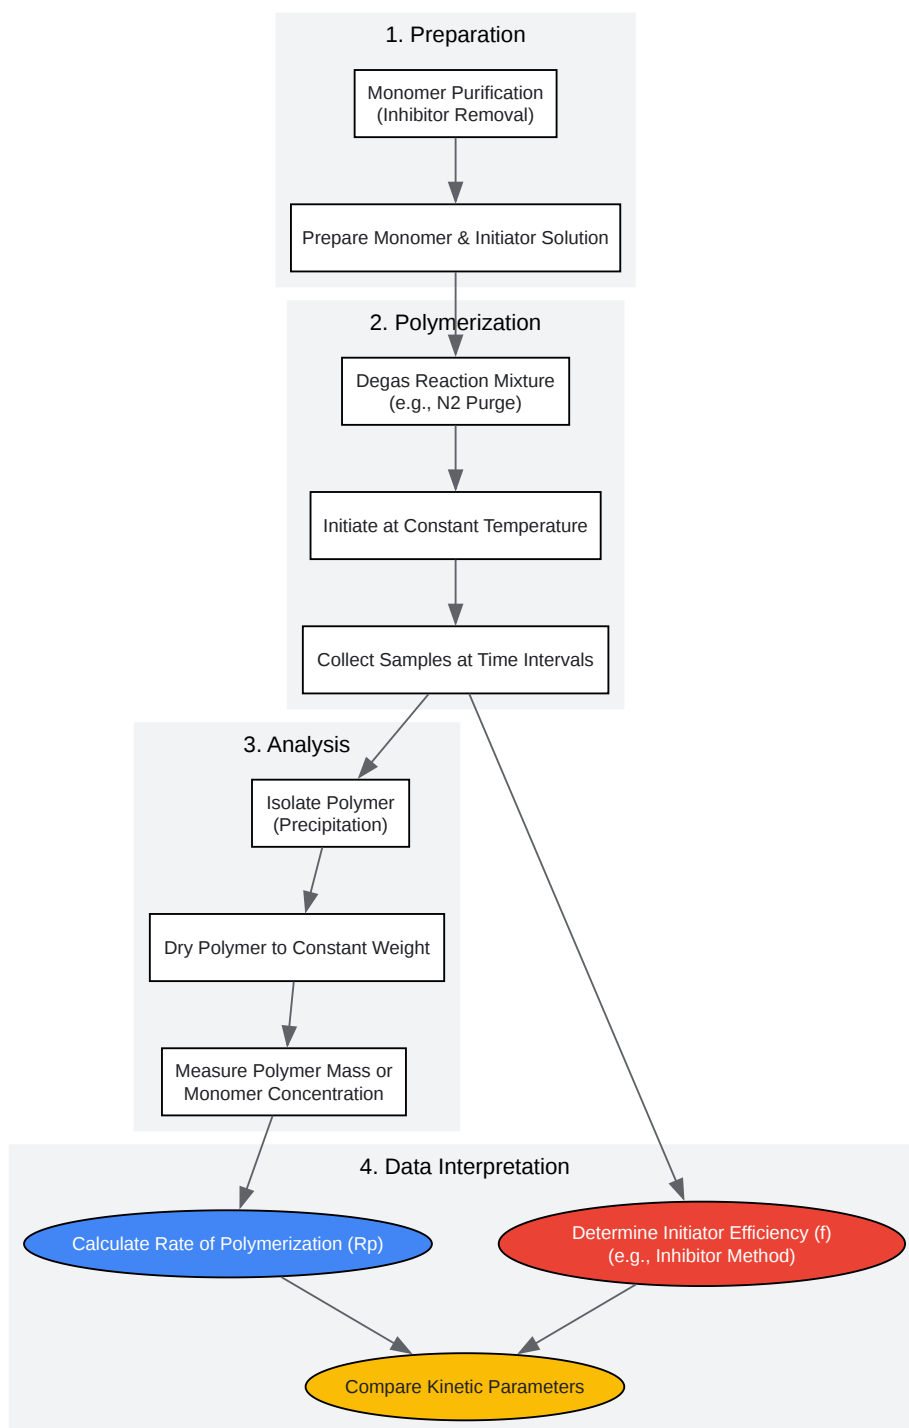 1. Preparation
Monomer Purification
(Inhibitor Removal)
Prepare Monomer & Initiator Solution
2. Polymerization
Degas Reaction Mixture
(e.g., N2 Purge)
Initiate at Constant Temperature
Collect Samples at Time Intervals
3. Analysis
Isolate Polymer
(Precipitation)
Dry Polymer to Constant Weight
Measure Polymer Mass or
Monomer Concentration
4. Data Interpretation
Calculate Rate of Polymerization (Rp)
Determine Initiator Efficiency (f)
(e.g., Inhibitor Method)
Compare Kinetic Parameters